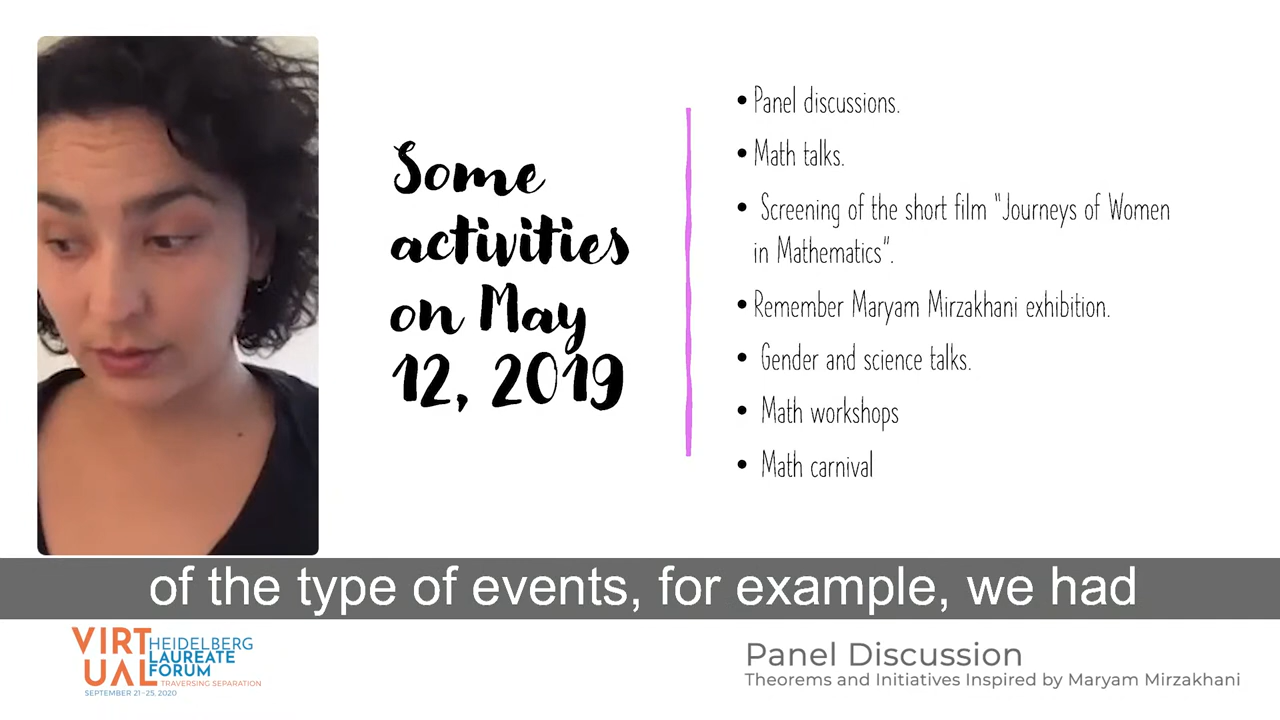 Some
activities
on May
12, 2019
• Panel discussions.
• Math talks.
• Screening of the short film "Journeys of Women
in Mathematics".
• Remember Maryam Mirzakhani exhibition.
• Gender and science talks.
• Math workshops
• Math carnival
of the type of events, for example, we had
VIRT
UAL
HEIDELBERG
LAUREATE
FORUM
TRAVERSING SEPARATION
SEPTEMBER 21–25, 2020
Panel Discussion
Theorems and Initiatives Inspired by Maryam Mirzakhani